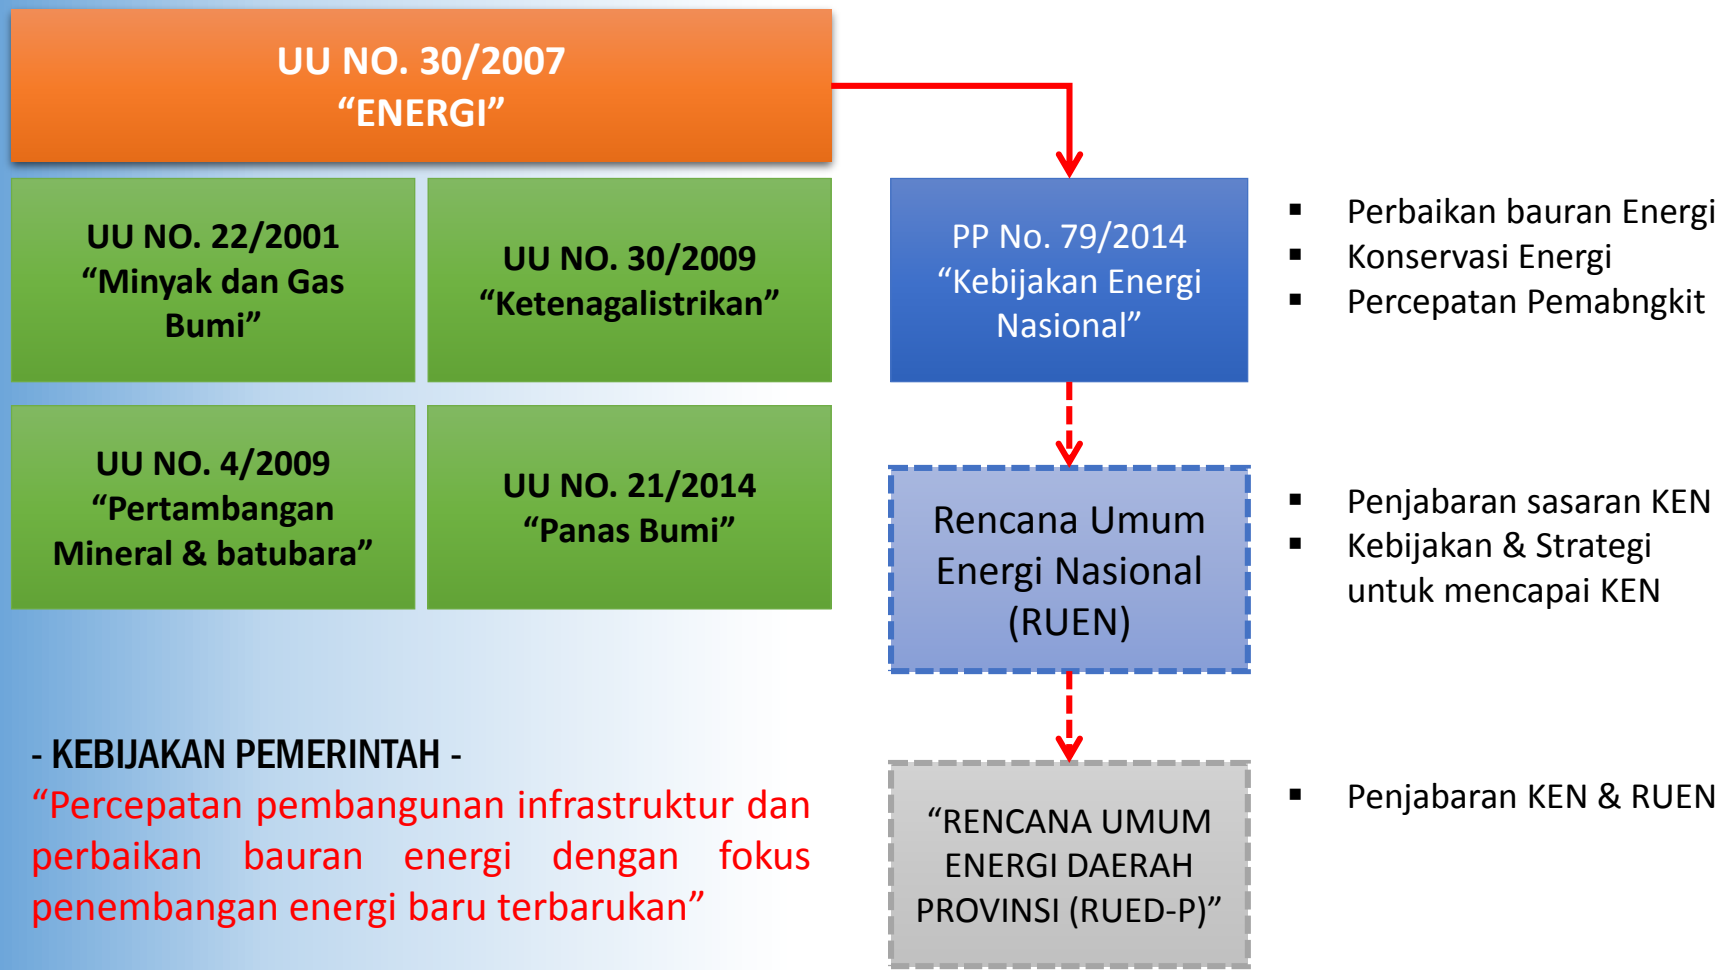 UU NO. 30/2007
“ENERGI”
UU NO. 22/2001
“Minyak dan Gas
Bumi”
UU NO. 30/2009
“Ketenagalistrikan”
UU NO. 4/2009
“Pertambangan
Mineral & batubara”
UU NO. 21/2014
“Panas Bumi”
- KEBIJAKAN PEMERINTAH -
“Percepatan pembangunan infrastruktur dan
perbaikan bauran energi dengan fokus
penembangan energi baru terbarukan”
PP No. 79/2014
“Kebijakan Energi
Nasional”
▪ Perbaikan bauran Energi
▪ Konservasi Energi
▪ Percepatan Pemabngkit
Rencana Umum
Energi Nasional
(RUEN)
▪ Penjabaran sasaran KEN
▪ Kebijakan & Strategi
untuk mencapai KEN
“RENCANA UMUM
ENERGI DAERAH
PROVINSI (RUED-P)”
▪ Penjabaran KEN & RUEN